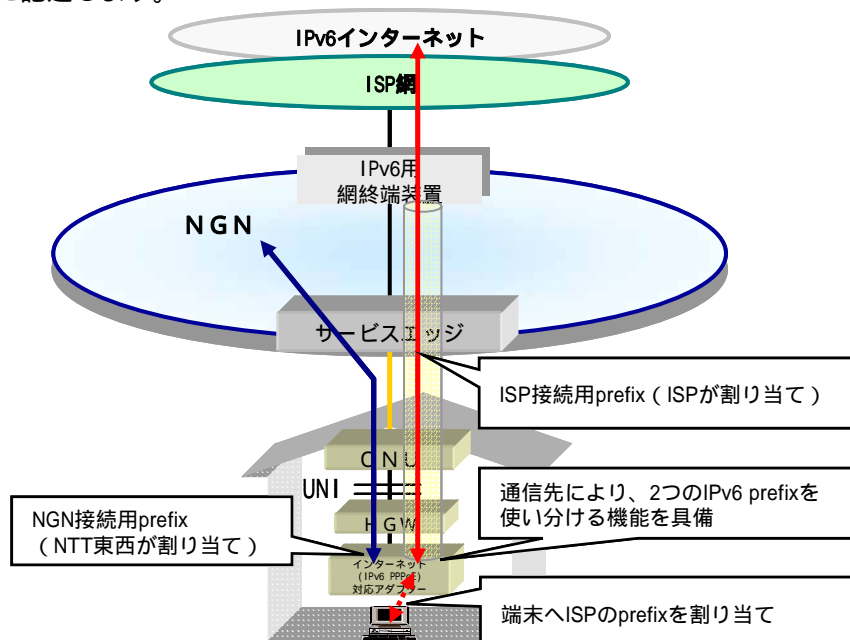 IPv6インターネット
ISP網
IPv6用
網終端装置
ＮＧＮ
サービスエッジ
ISP接続用prefix（ISPが割り当て）
ＯＮＵ
UNI
ＨＧＷ
通信先により、2つのIPv6 prefixを
使い分ける機能を具備
NGN接続用prefix
（NTT東西が割り当て）
インターネット
(IPv6 PPPoE)
対応アダプター
端末へISPのprefixを割り当て